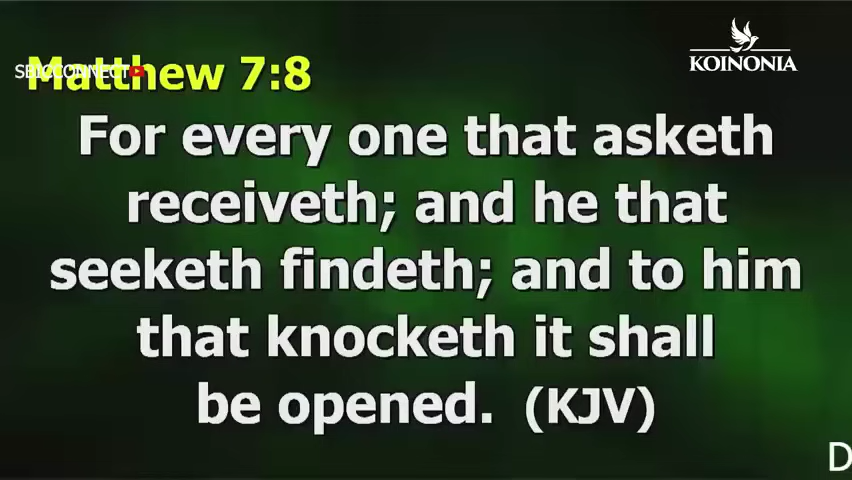 KOINONIA
SBICCONNECT
Matthew 7:8
For every one that asketh
receiveth; and he that
seeketh findeth; and to him
that knocketh it shall
be opened. (KJV)
D